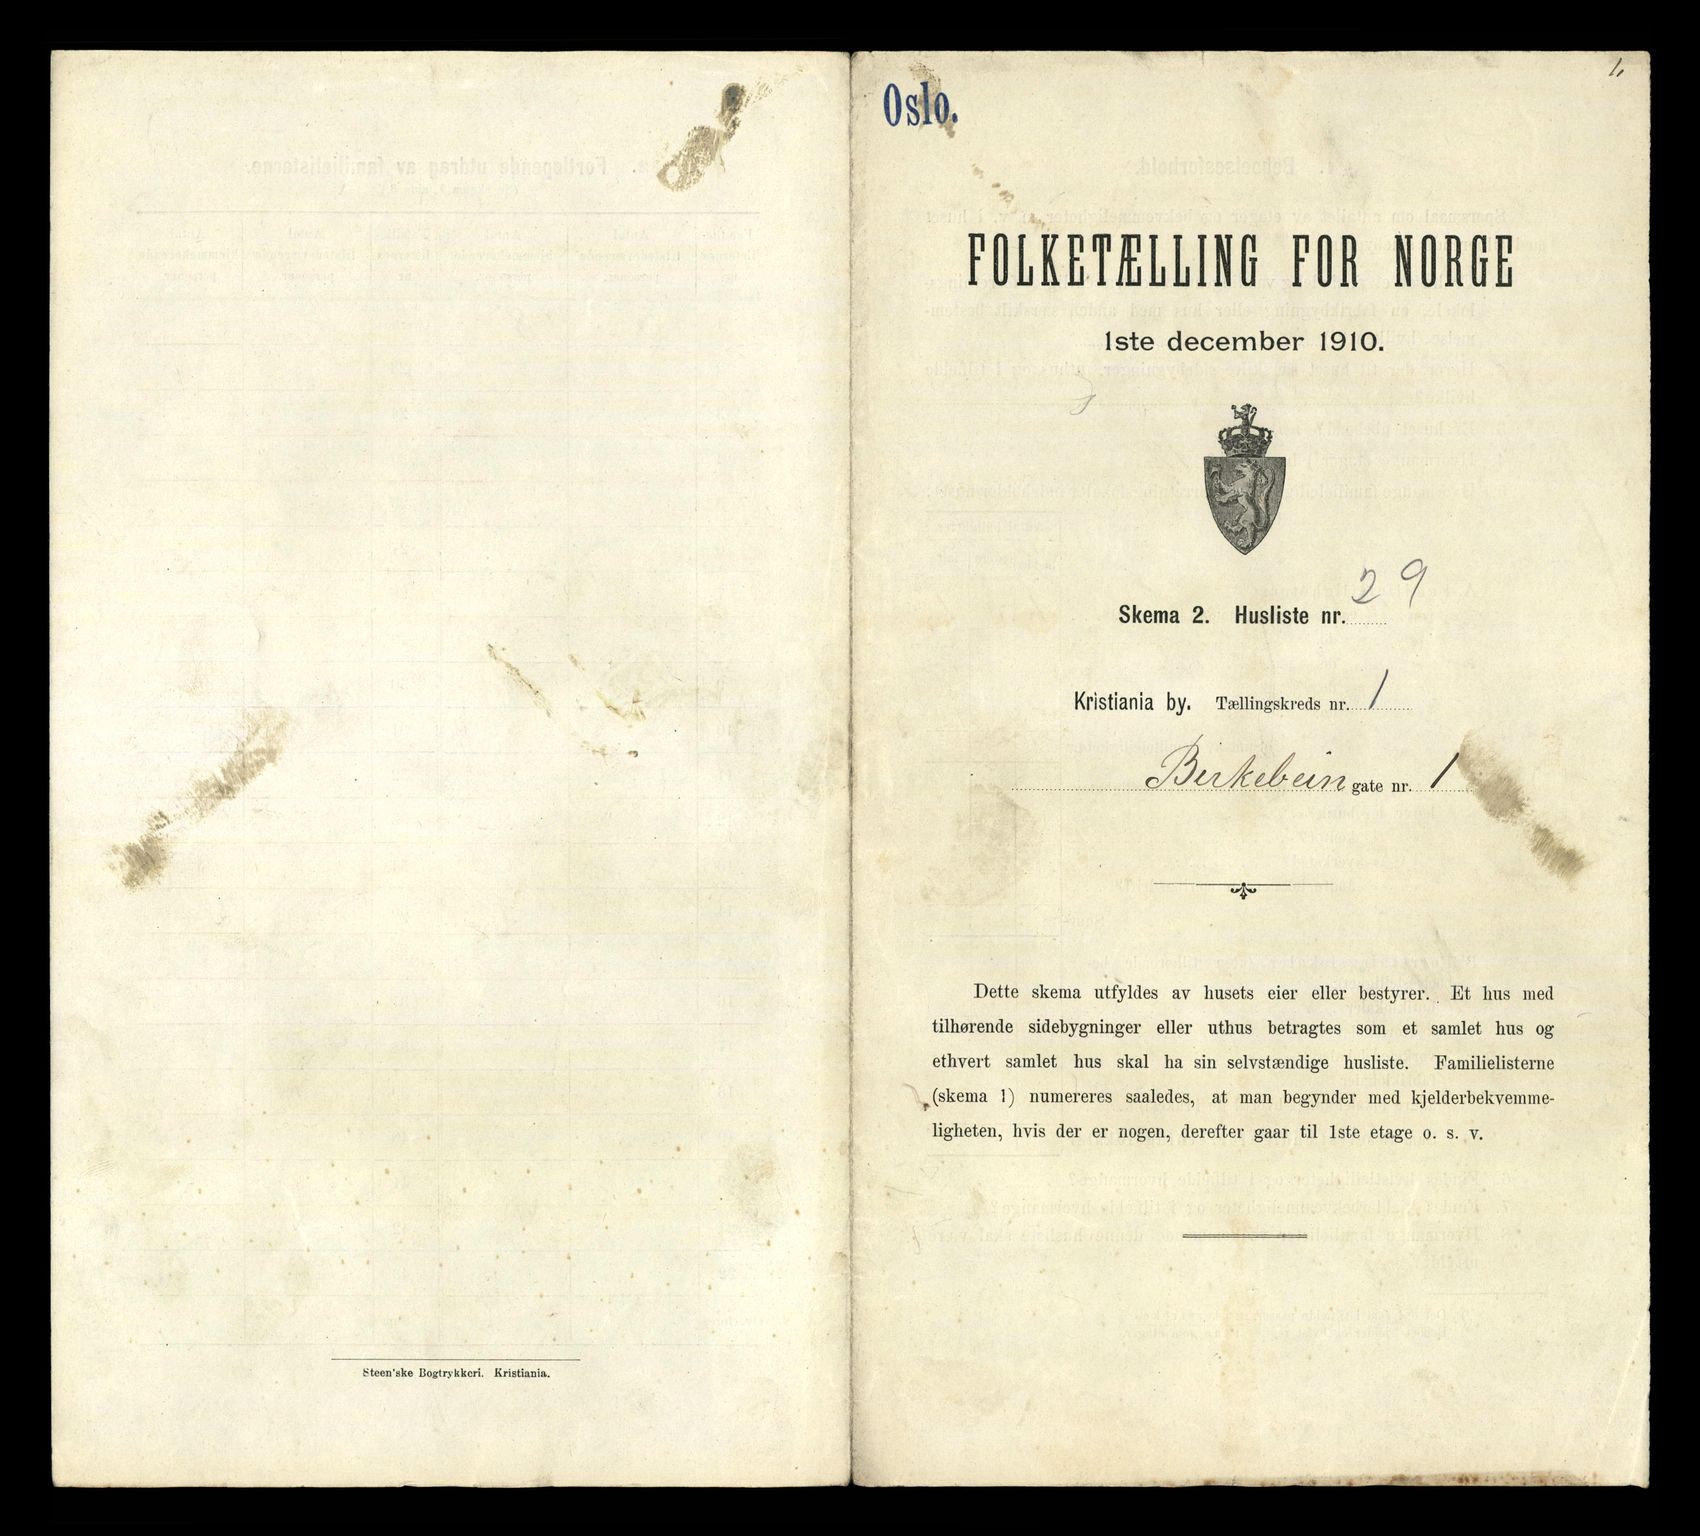 Steen'ske Bogtrykkeri. Kristiania.
Oslo.
FOLKETÆLLING FOR NORGE
1ste december 1910.
Skema 2. Husliste nr. 29
Kristiania by. Tællingskreds nr. 1
Birkebein gate nr. 1
Dette skema utfyldes av husets eier eller bestyrer. Et hus med
tilhørende sidebygninger eller uthus betragtes som et samlet hus og
ethvert samlet hus skal ha sin selvstændige husliste. Familielisterne
(skema 1) numereres saaledes, at man begynder med kjelderbekvemme-
ligheten, hvis der er nogen, derefter gaar til 1ste etage o. s. v.